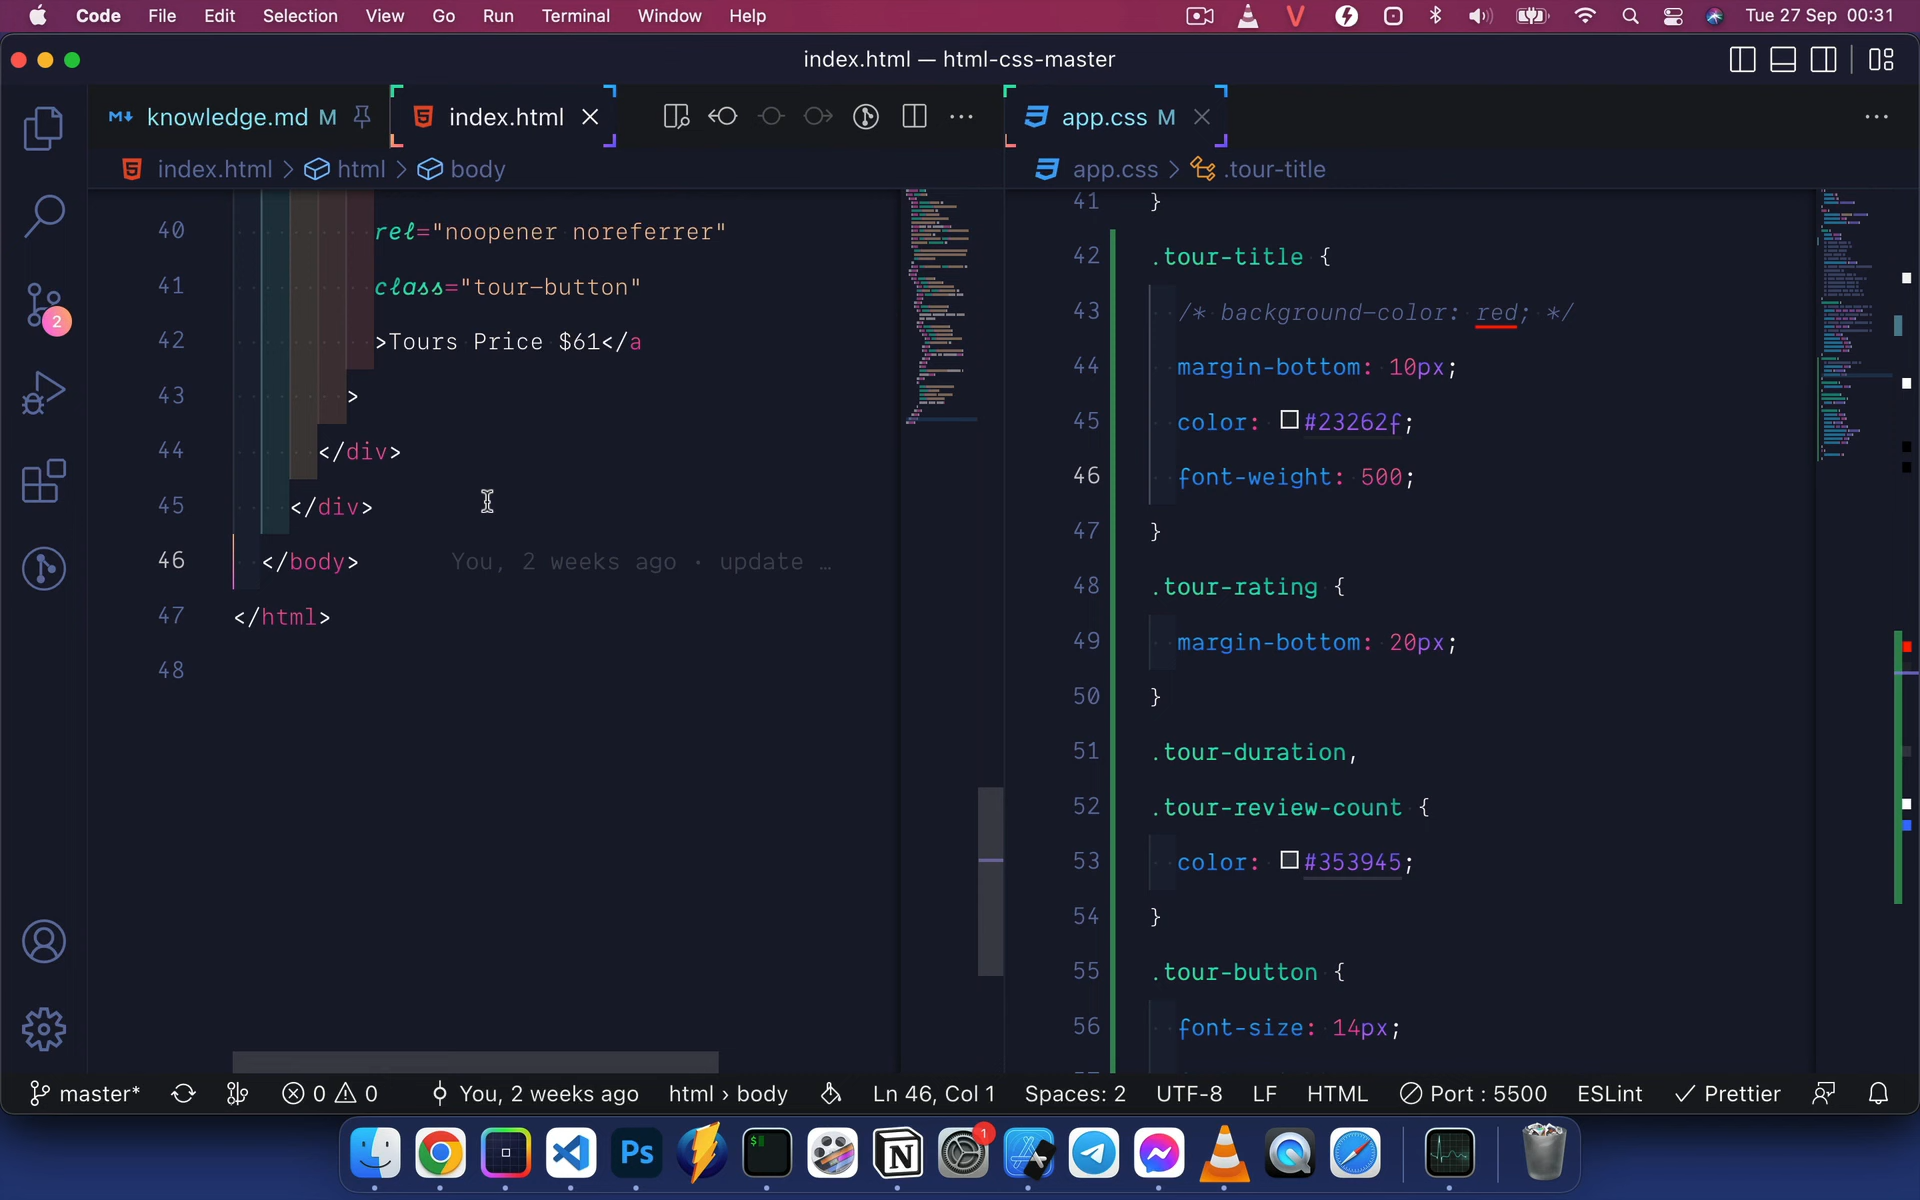 Code File Edit Selection View Go Run Terminal Window Help Tue 27 Sep 00:31
index.html — html-css-master
knowledge.md M index.html
index.html > html > body
40 rel="noopener noreferrer"
41 class="tour-button"
42 >Tours Price $61</a
43 >
44 </div>
45 </div>
46 </body> You, 2 weeks ago · update …
47 </html>
48
app.css M
app.css > .tour-title
41 }
42 .tour-title {
43 /* background-color: red; */
44 margin-bottom: 10px;
45 color: #23262f;
46 font-weight: 500;
47 }
48 .tour-rating {
49 margin-bottom: 20px;
50 }
51 .tour-duration,
52 .tour-review-count {
53 color: #353945;
54 }
55 .tour-button {
56 font-size: 14px;
2
master* 0 0 You, 2 weeks ago html › body Ln 46, Col 1 Spaces: 2 UTF-8 LF HTML Port : 5500 ESLint Prettier
Ps
$
N
1